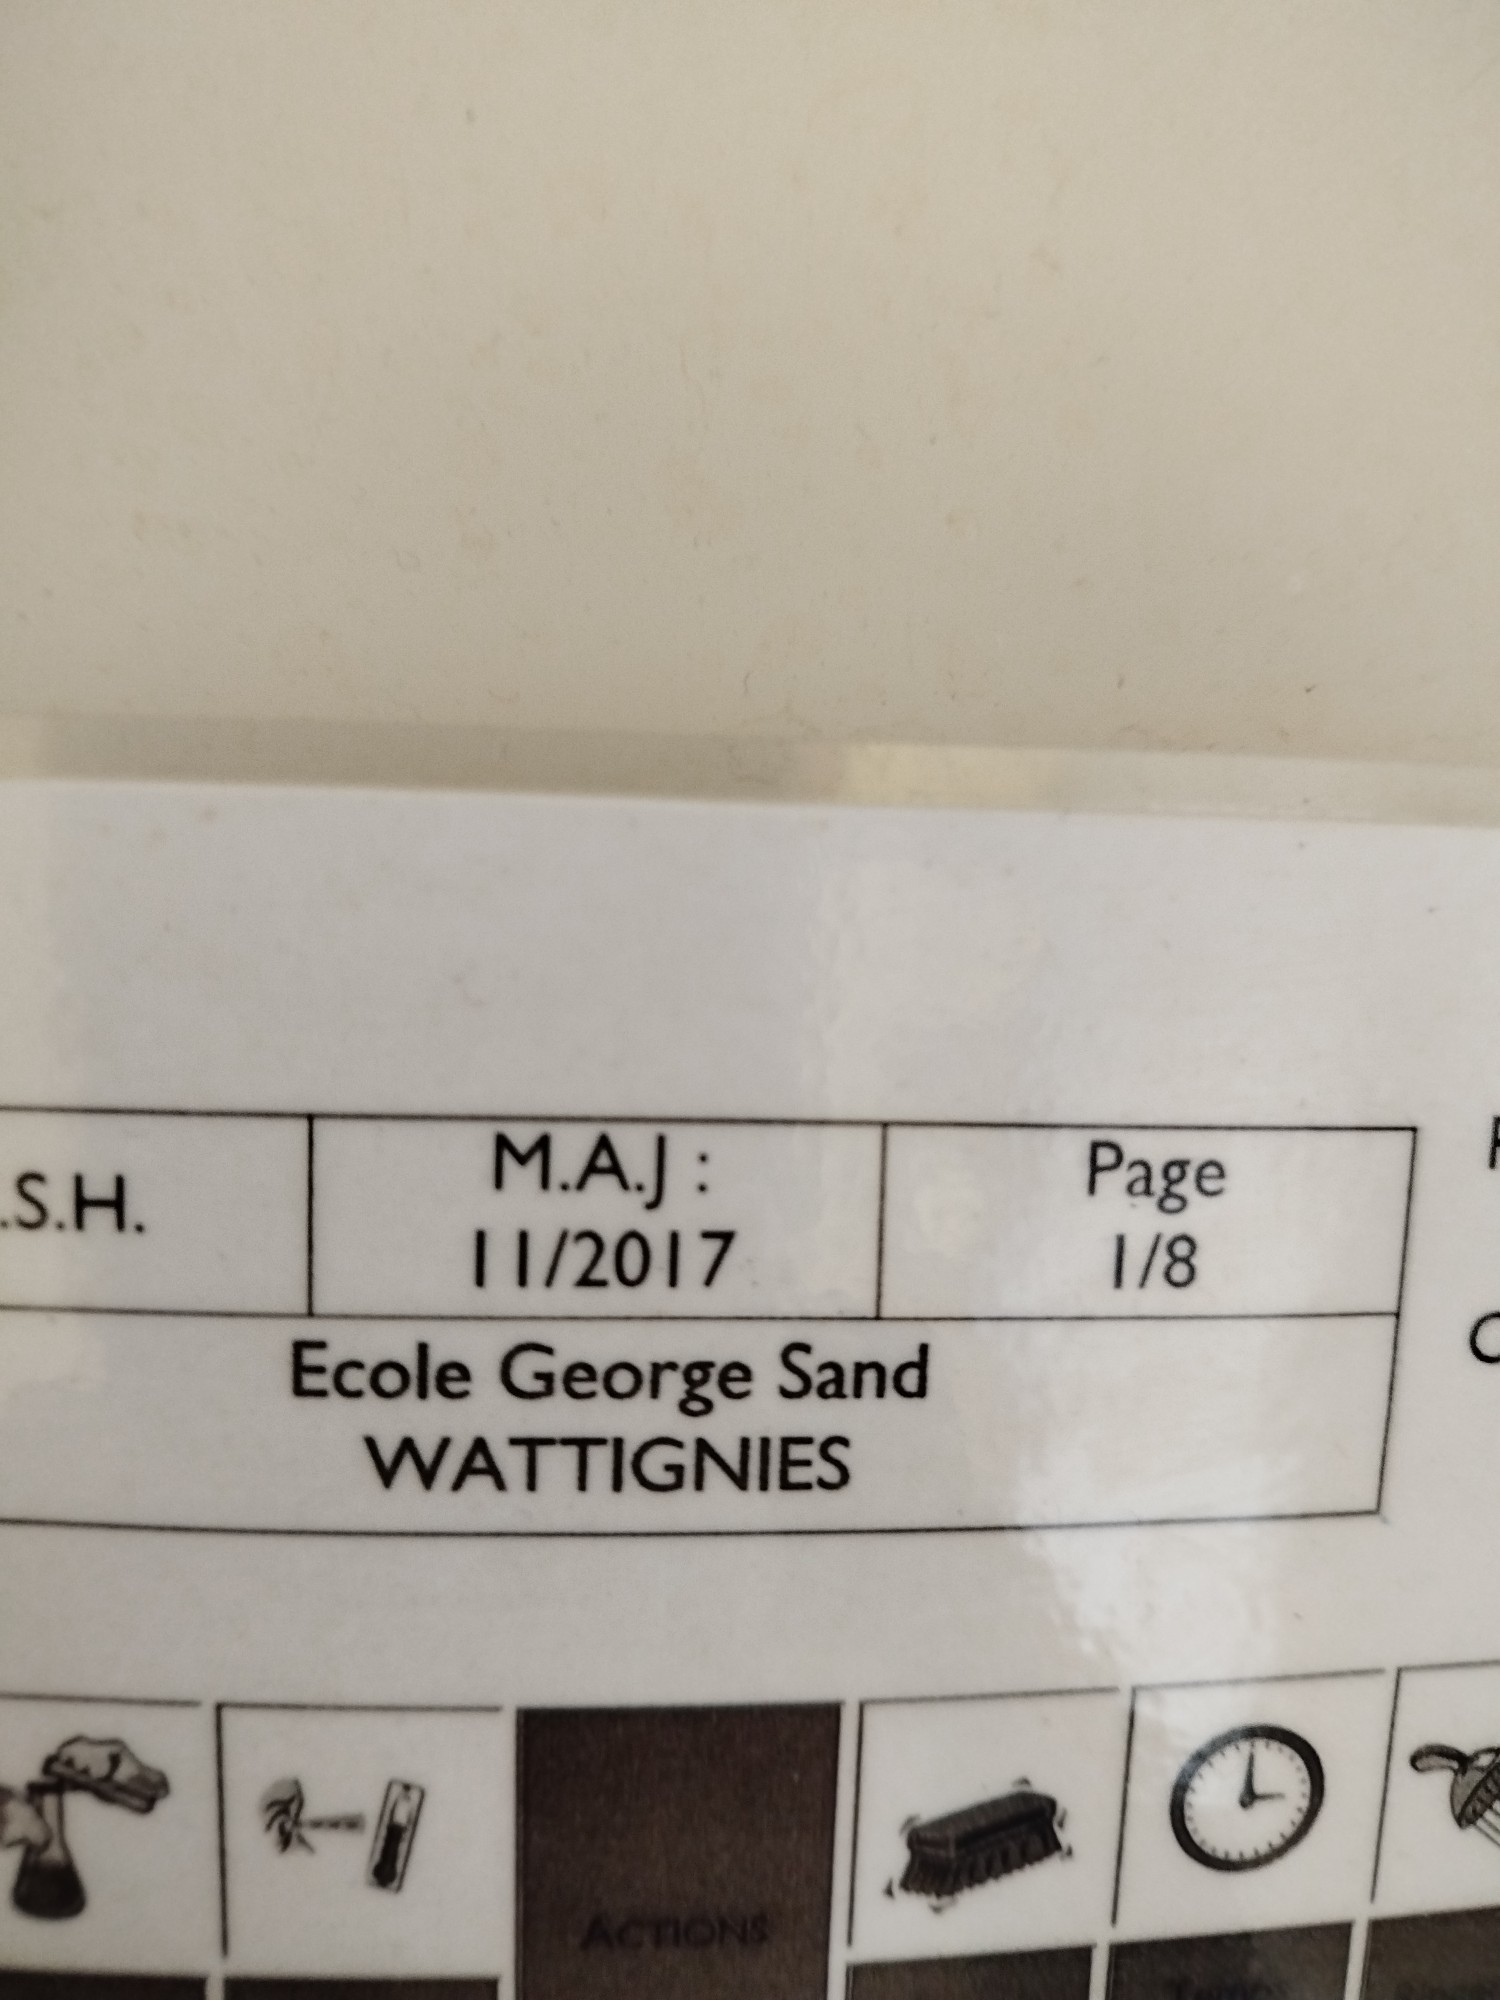 .S.H.
M.A.J :
11/2017
Page
1/8
Ecole George Sand
WATTIGNIES
ACTIONS